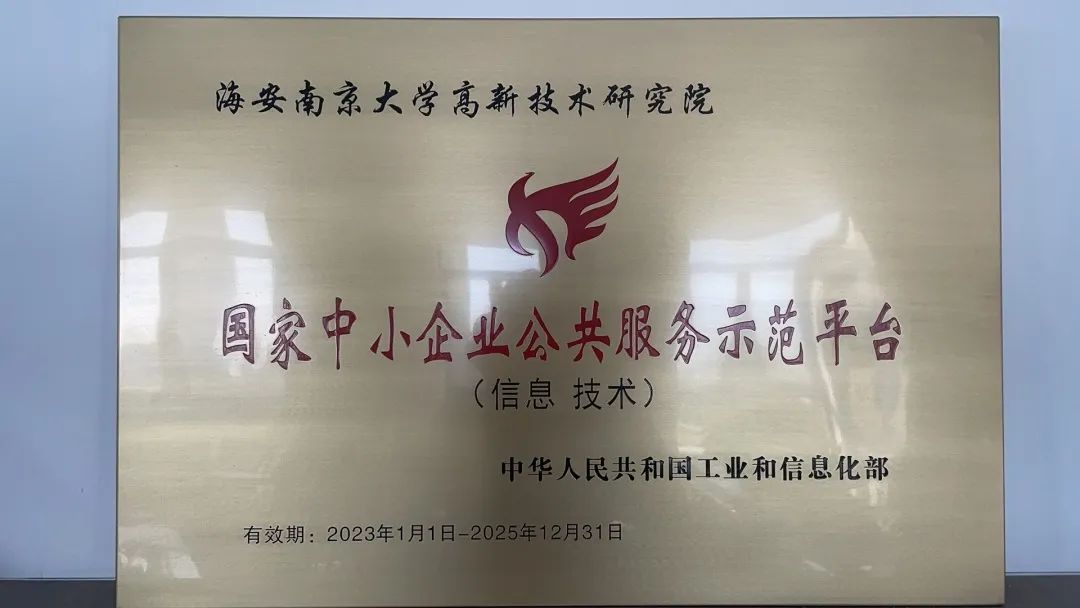 海安南京大学高新技术研究院
国家中小企业公共服务示范平台
（信息 技术）
中华人民共和国工业和信息化部
有效期：2023年1月1日-2025年12月31日